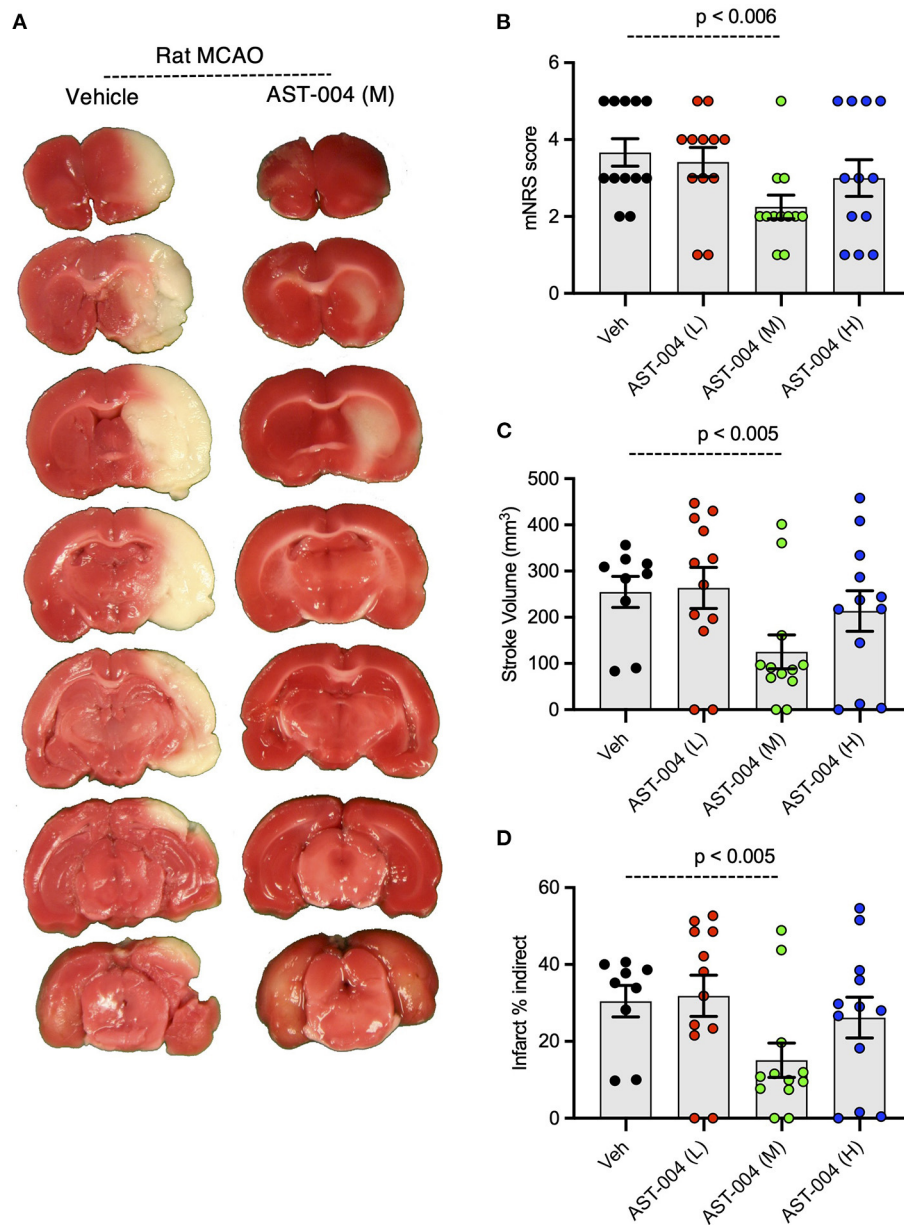 A
Rat MCAO
Vehicle
AST-004 (M)
B
p < 0.006
mNRS score
6
4
2
0
Veh
AST-004 (L)
AST-004 (M)
AST-004 (H)
C
p < 0.005
Stroke Volume (mm³)
500
400
300
200
100
0
Veh
AST-004 (L)
AST-004 (M)
AST-004 (H)
D
p < 0.005
Infarct % indirect
60
40
20
0
Veh
AST-004 (L)
AST-004 (M)
AST-004 (H)